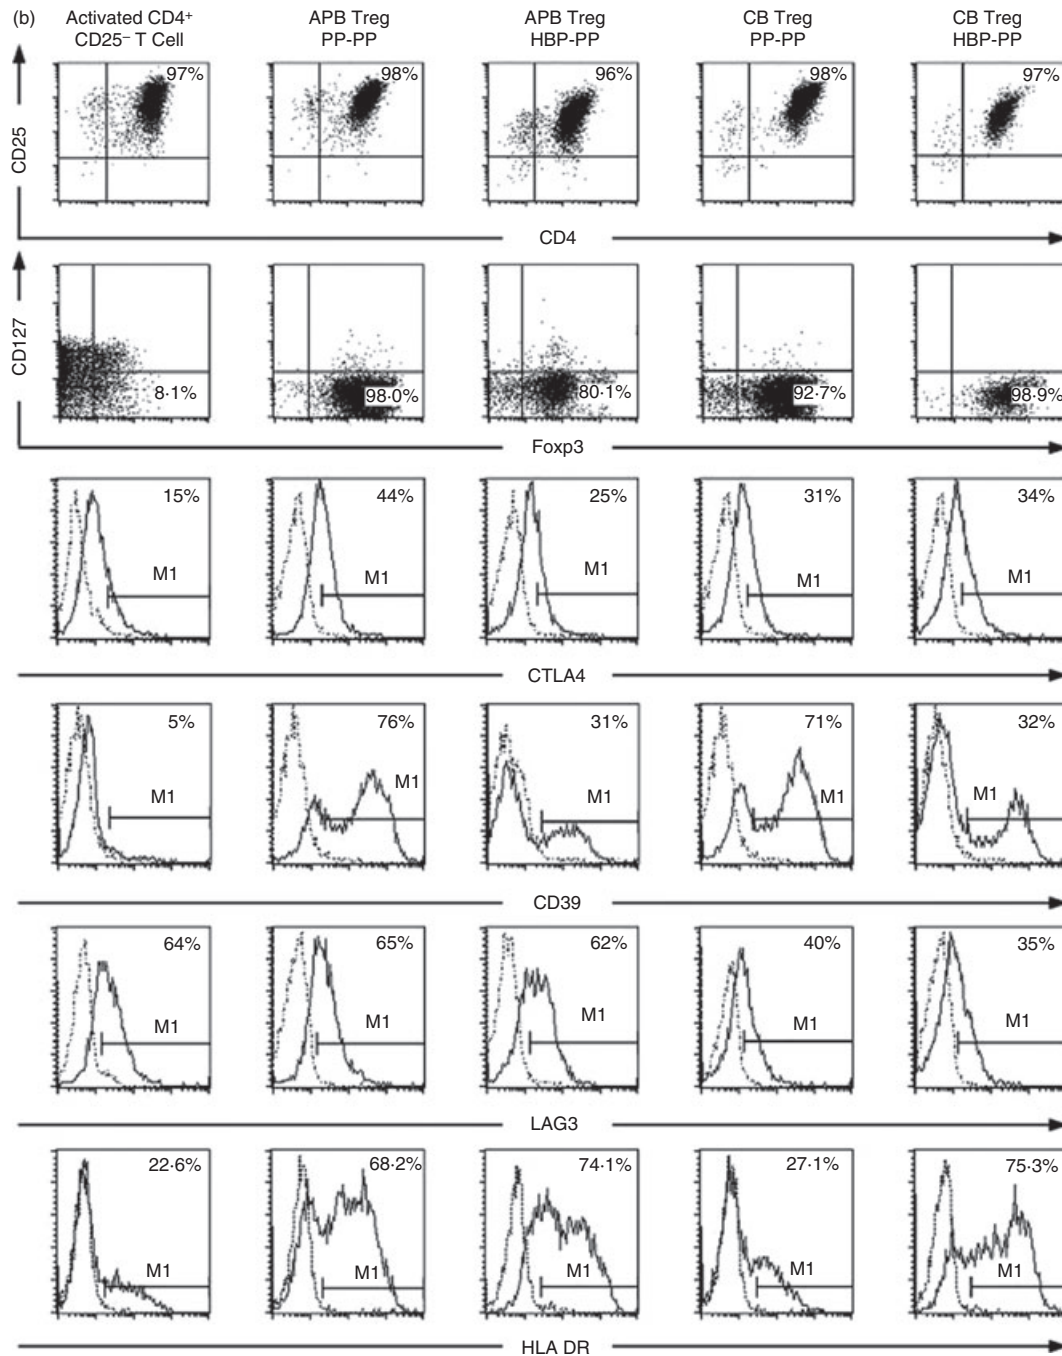 (b)
Activated CD4+
CD25– T Cell
APB Treg
PP-PP
APB Treg
HBP-PP
CB Treg
PP-PP
CB Treg
HBP-PP
97%
98%
96%
98%
97%
CD25
CD4
8·1%
98·0%
80·1%
92·7%
98·9%
CD127
Foxp3
15%
44%
25%
31%
34%
M1
M1
M1
M1
M1
CTLA4
5%
76%
31%
71%
32%
M1
M1
M1
M1
M1
CD39
64%
65%
62%
40%
35%
M1
M1
M1
M1
M1
LAG3
22·6%
68·2%
74·1%
27·1%
75·3%
M1
M1
M1
M1
M1
HLA DR